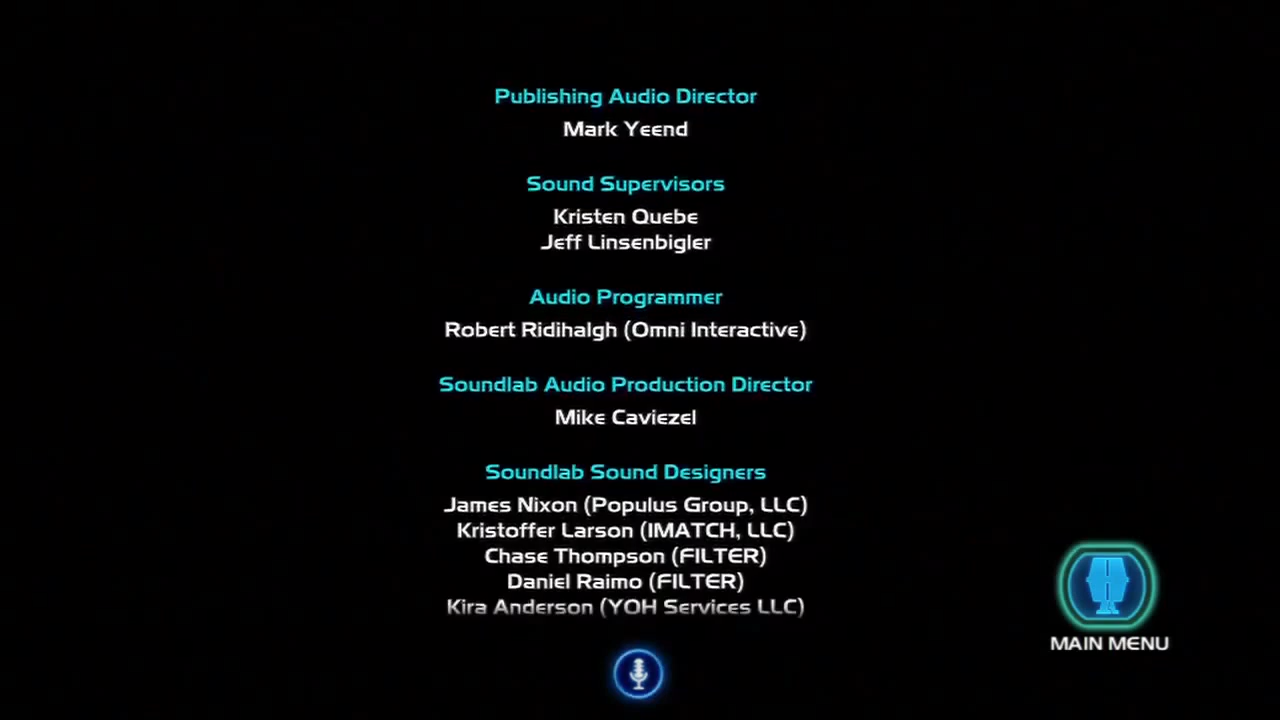 Publishing Audio Director
Mark Yeend
Sound Supervisors
Kristen Quebe
Jeff Linsenbigler
Audio Programmer
Robert Ridihalgh (Omni Interactive)
Soundlab Audio Production Director
Mike Caviezel
Soundlab Sound Designers
James Nixon (Populus Group, LLC)
Kristoffer Larson (IMATCH, LLC)
Chase Thompson (FILTER)
Daniel Raimo (FILTER)
Kira Anderson (YOH Services LLC)
MAIN MENU